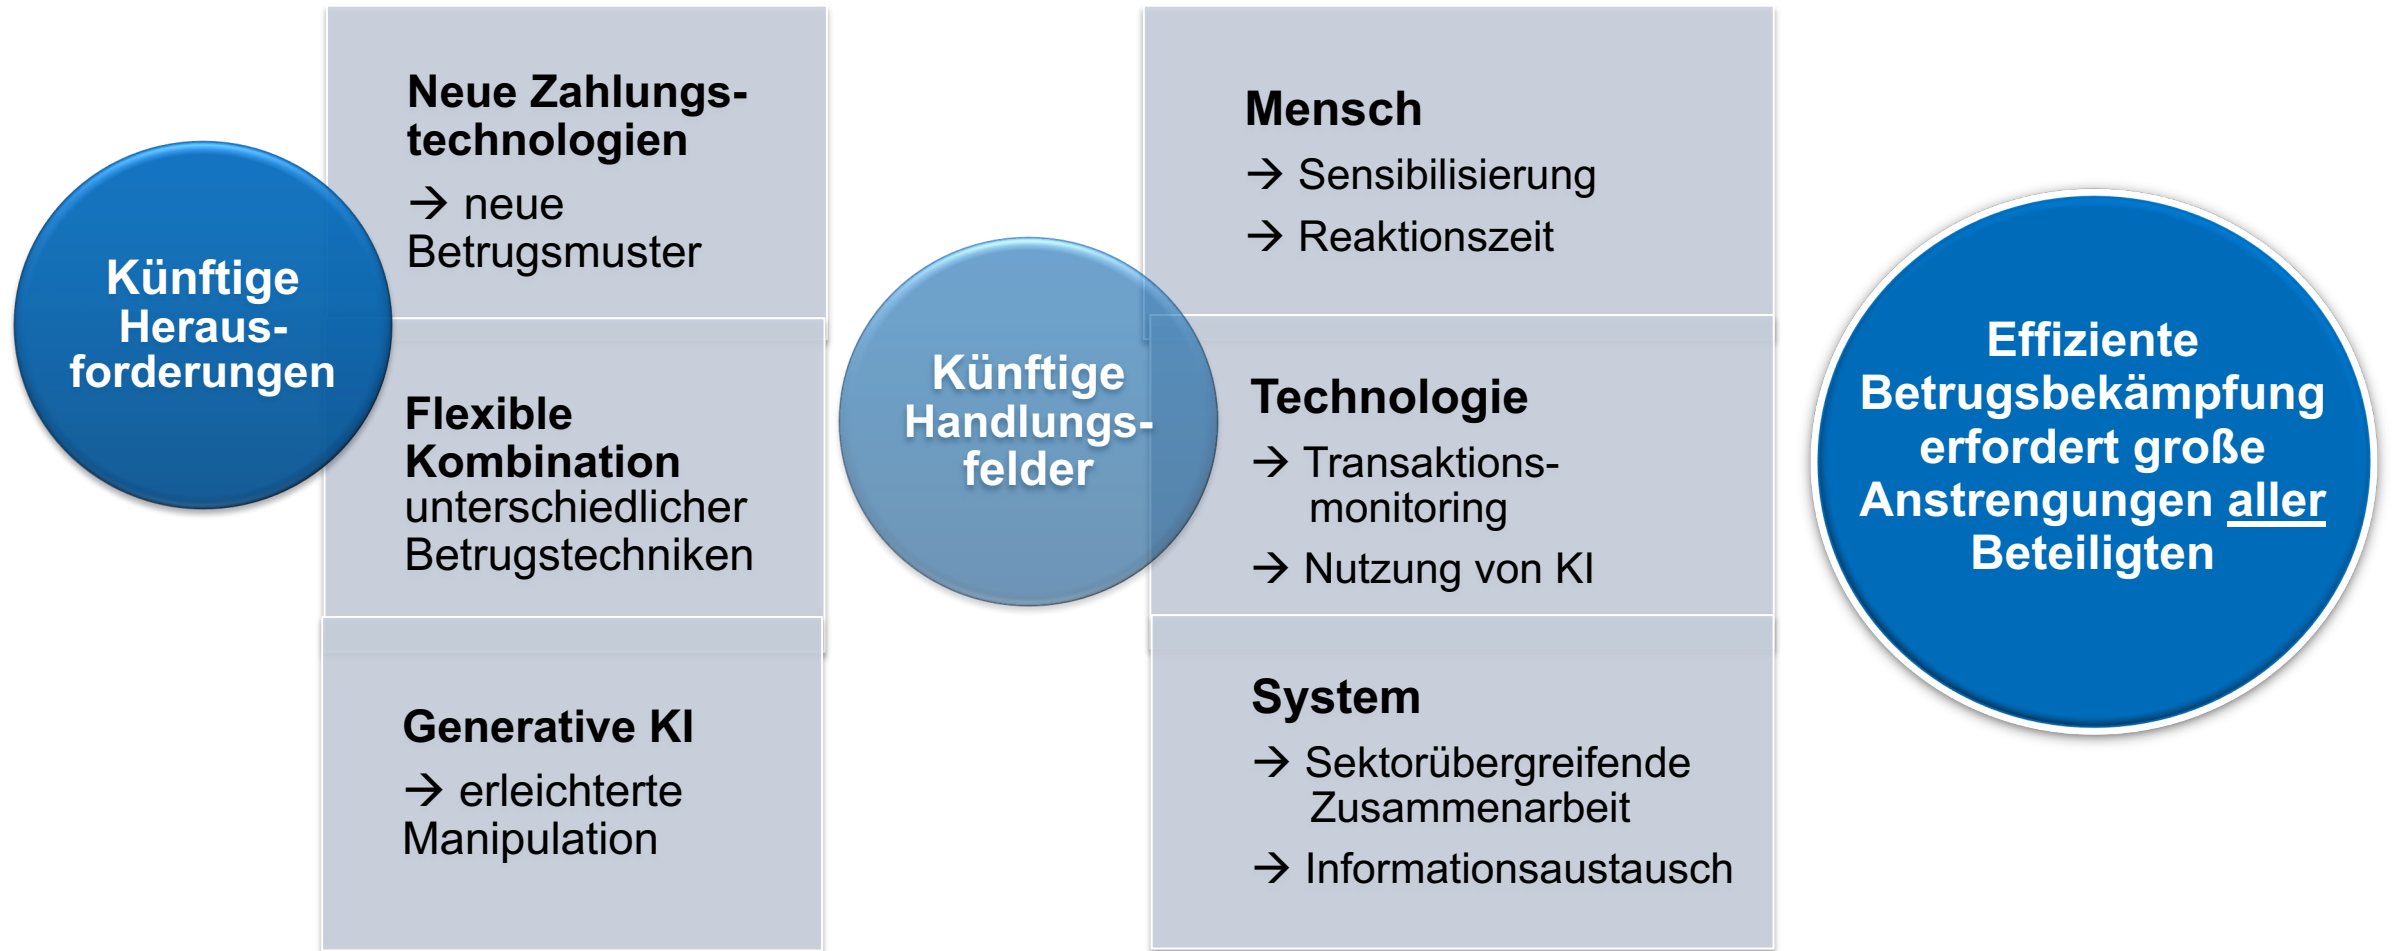 Künftige
Heraus-
forderungen
Neue Zahlungs-
technologien
→ neue
Betrugsmuster
Flexible
Kombination
unterschiedlicher
Betrugstechniken
Generative KI
→ erleichterte
Manipulation
Künftige
Handlungs-
felder
Mensch
→ Sensibilisierung
→ Reaktionszeit
Technologie
→ Transaktions-
monitoring
→ Nutzung von KI
System
→ Sektorübergreifende
Zusammenarbeit
→ Informationsaustausch
Effiziente
Betrugsbekämpfung
erfordert große
Anstrengungen aller
Beteiligten